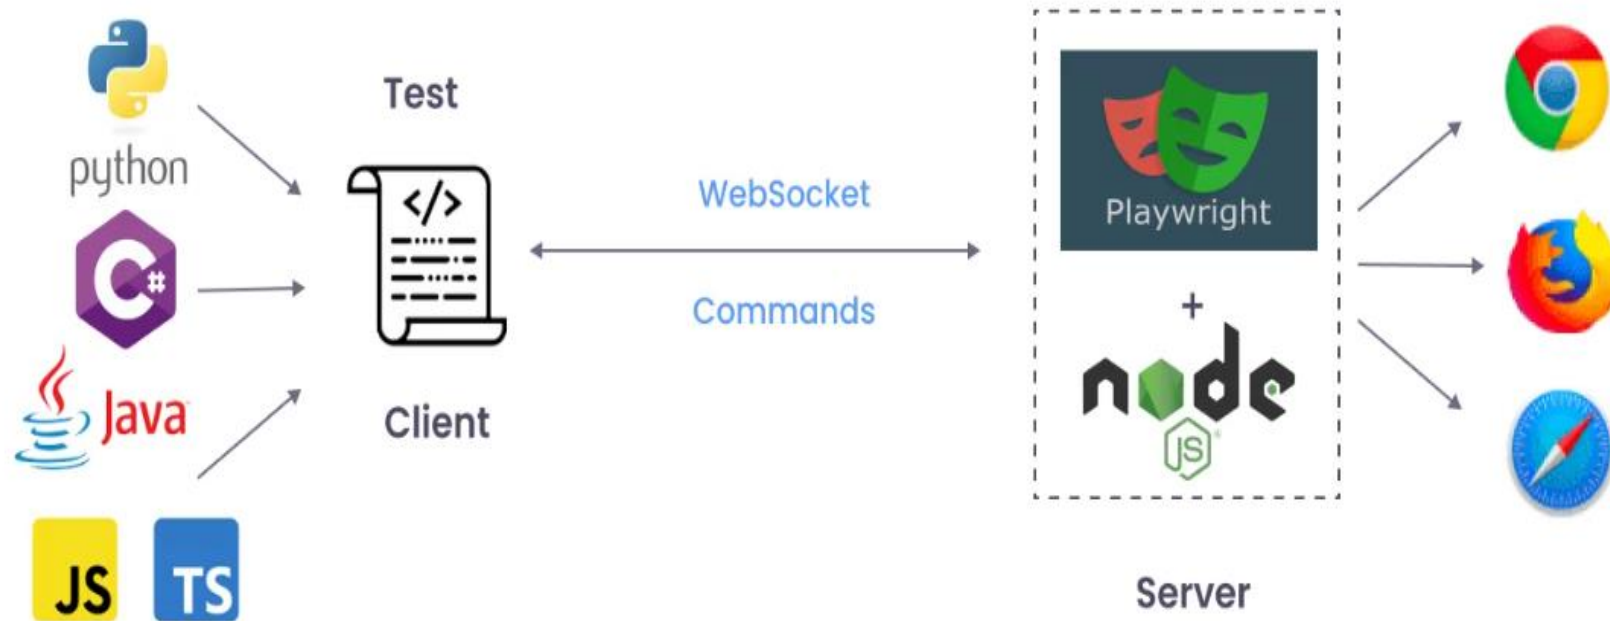 python
C#
Java
JS TS
Test
</>
Client
WebSocket
Commands
Playwright
+
node
JS
Server